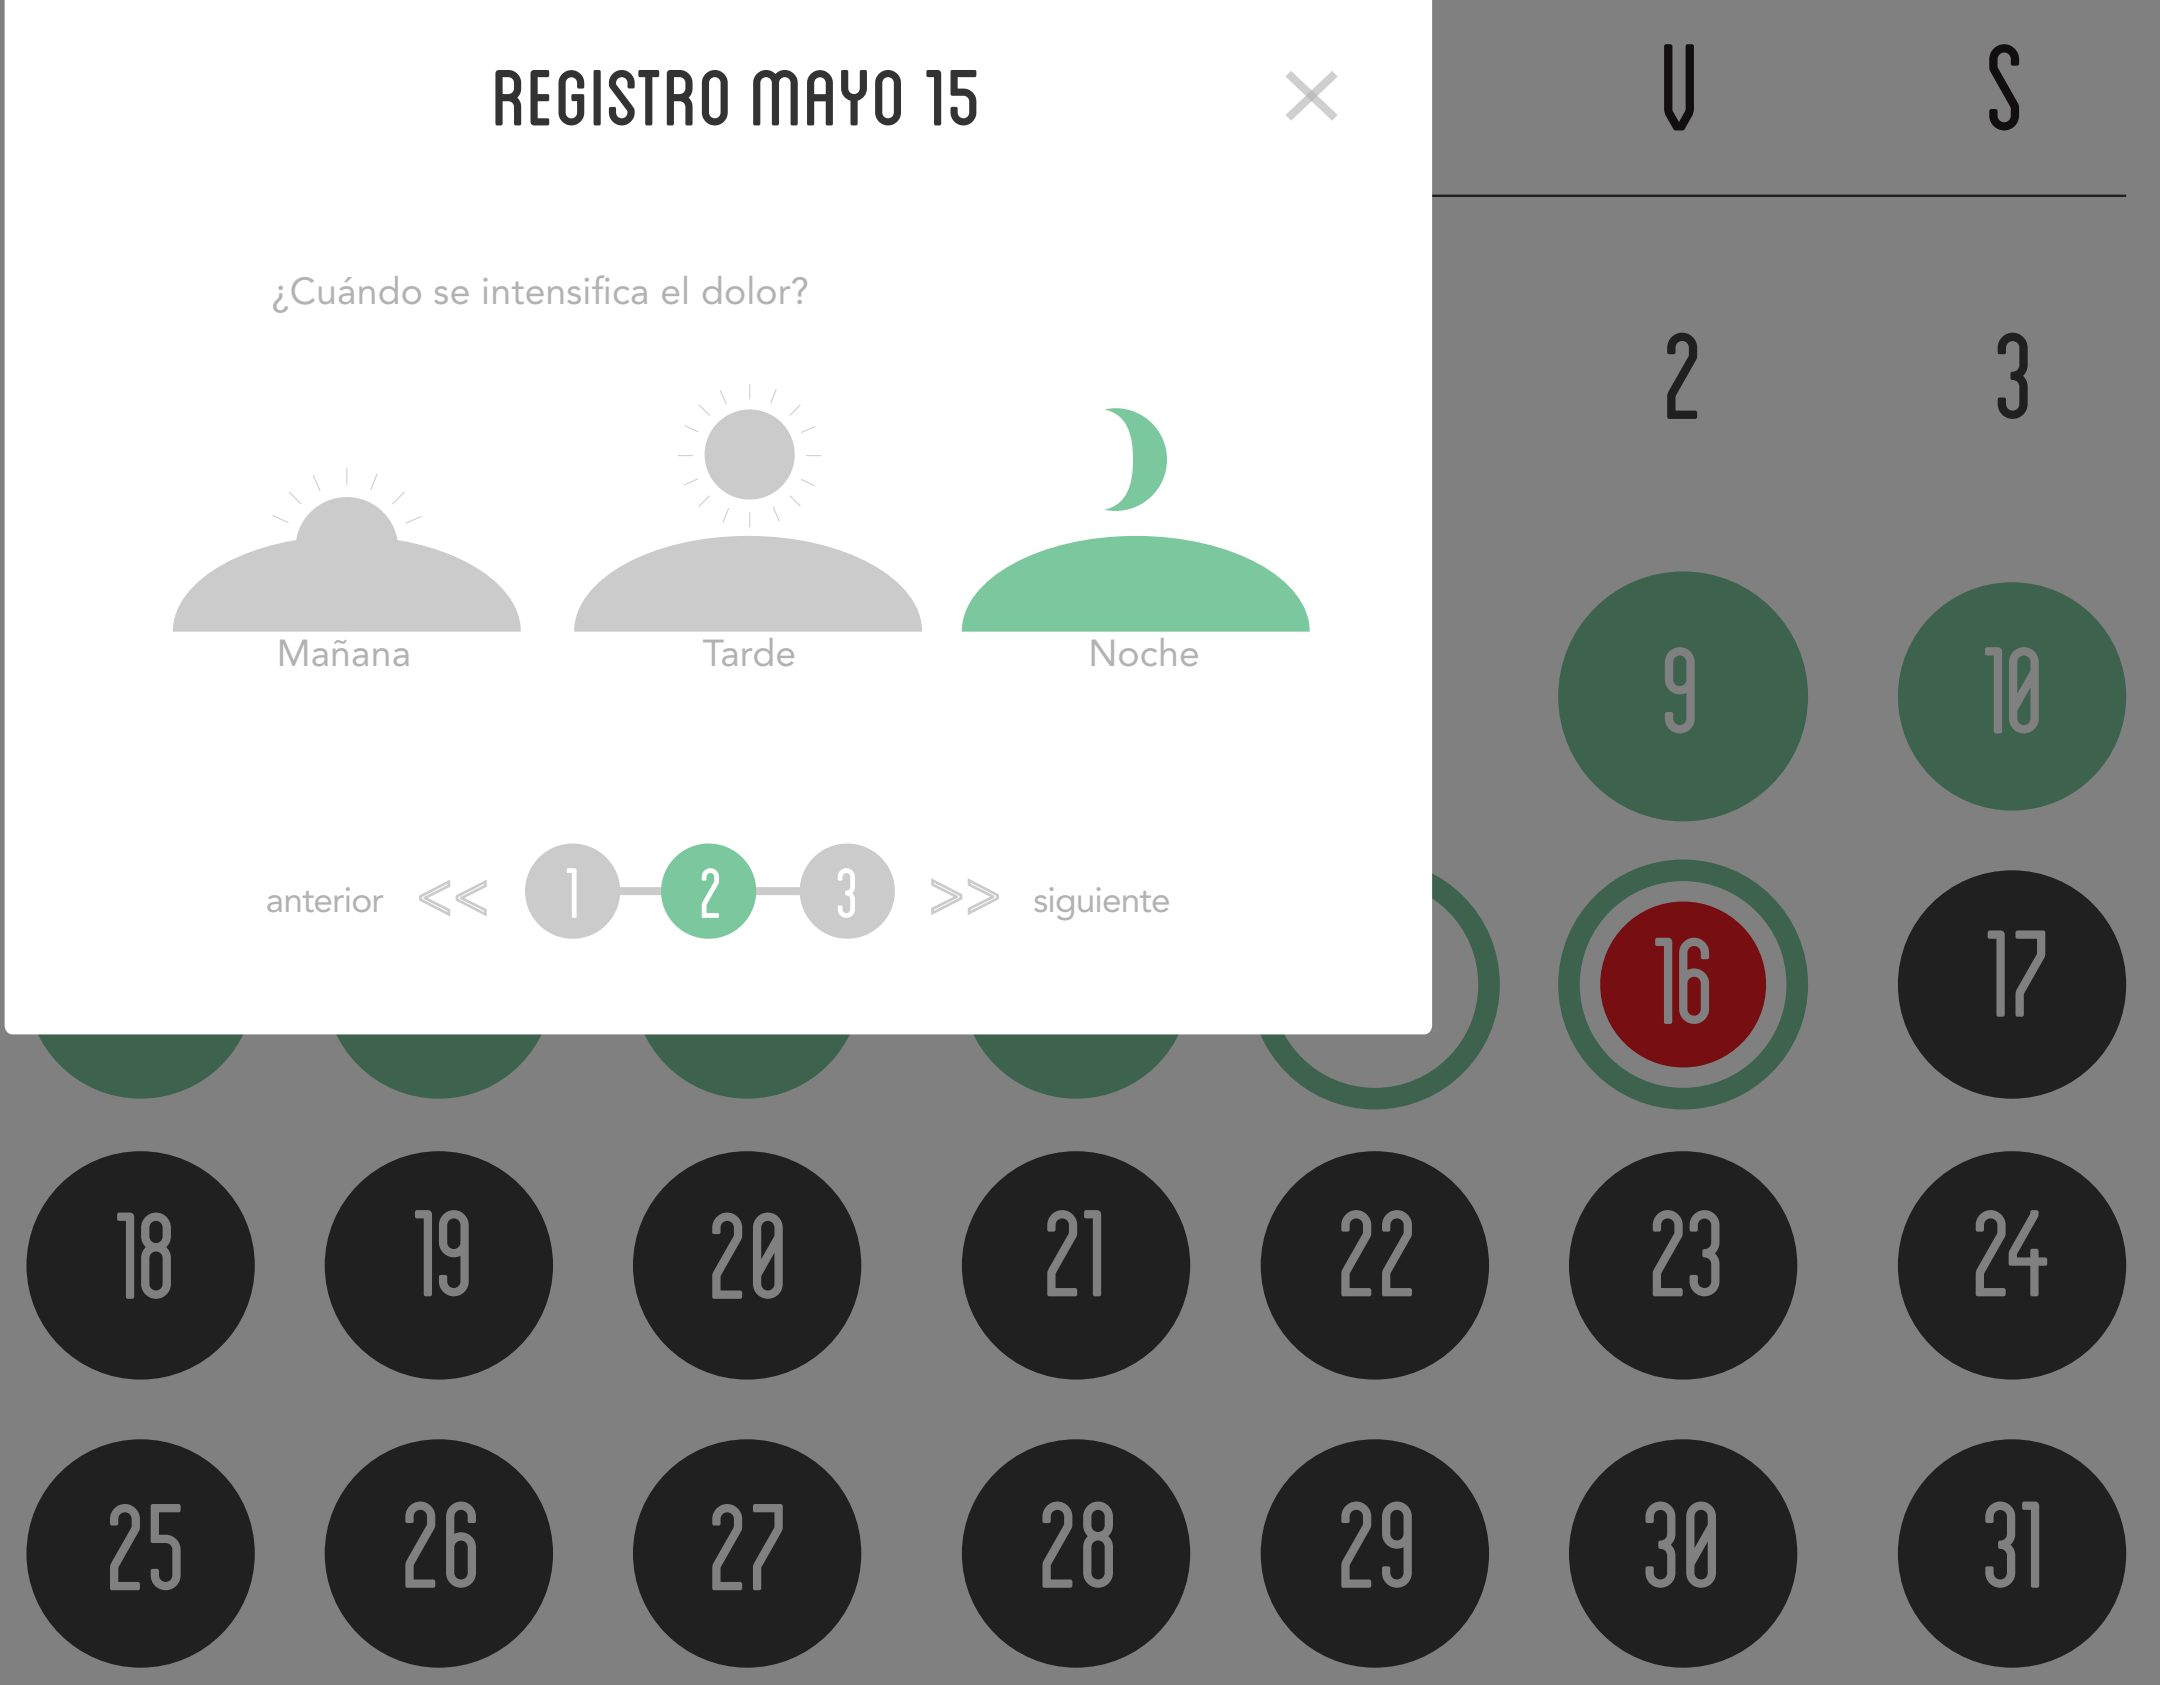 REGISTRO MAYO 15
V S
¿Cuándo se intensifica el dolor?
2 3
Mañana Tarde Noche
9 10
anterior << 1 2 3 >> siguiente
16 17
18 19 20 21 22 23 24
25 26 27 28 29 30 31